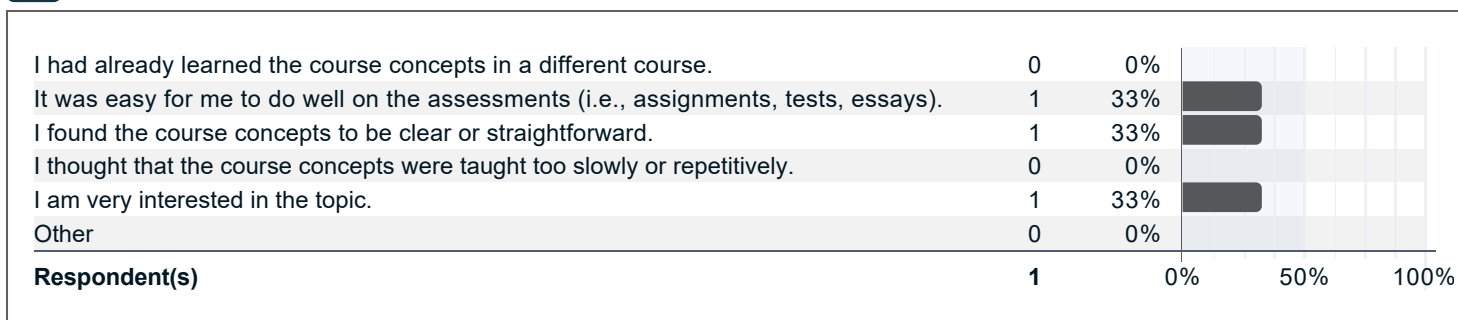 I had already learned the course concepts in a different course. 0 0%
It was easy for me to do well on the assessments (i.e., assignments, tests, essays). 1 33%
I found the course concepts to be clear or straightforward. 1 33%
I thought that the course concepts were taught too slowly or repetitively. 0 0%
I am very interested in the topic. 1 33%
Other 0 0%
Respondent(s) 1 0% 50% 100%